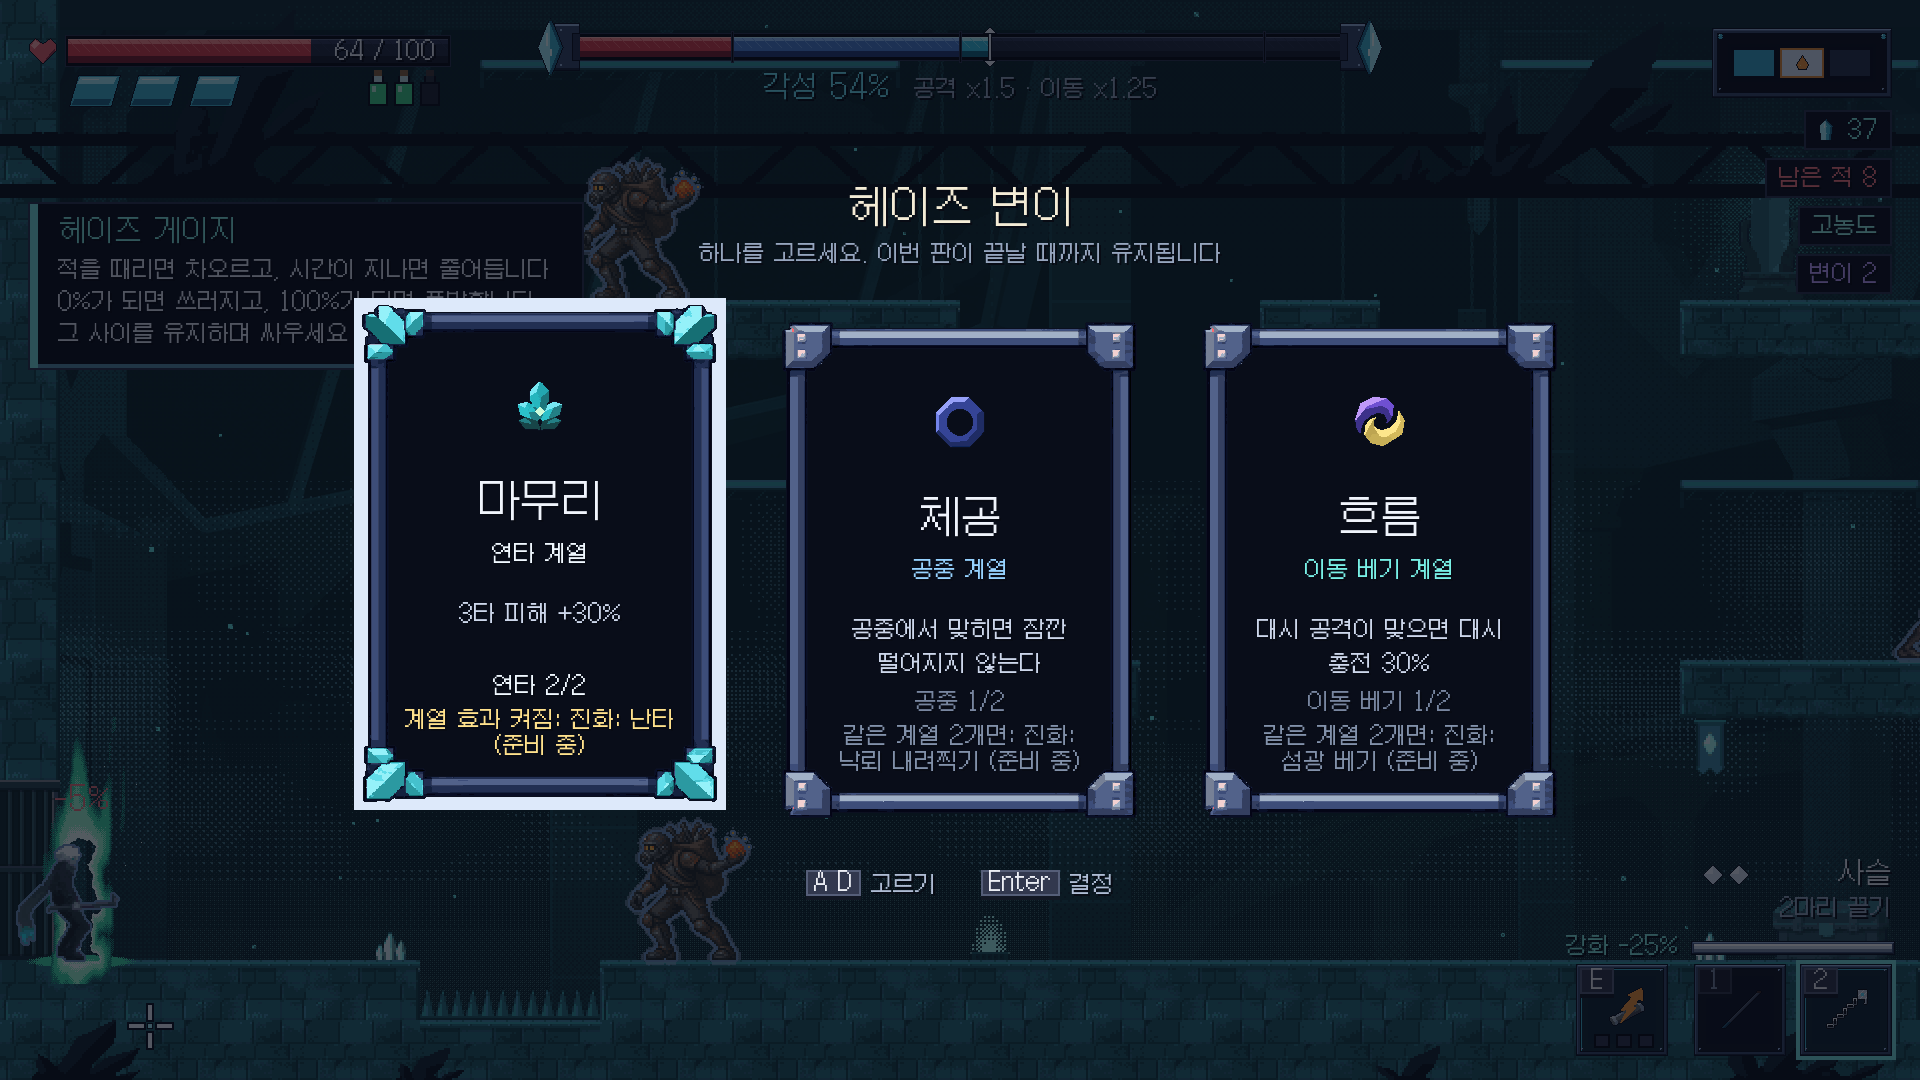 64 / 100
각성 54% 공격 x1.5 · 이동 x1.25
37
남은 적 8
고농도
변이 2
헤이즈 게이지
적을 때리면 차오르고, 시간이 지나면 줄어듭니다
0%가 되면 쓰러지고, 100%가 되면 폭발합니다
그 사이를 유지하며 싸우세요
헤이즈 변이
하나를 고르세요. 이번 판이 끝날 때까지 유지됩니다
마무리
연타 계열
3타 피해 +30%
연타 2/2
계열 효과 켜짐: 진화: 난타
(준비 중)
체공
공중 계열
공중에서 맞히면 잠깐
떨어지지 않는다
공중 1/2
같은 계열 2개면: 진화:
낙뢰 내려찍기 (준비 중)
흐름
이동 베기 계열
대시 공격이 맞으면 대시
충전 30%
이동 베기 1/2
같은 계열 2개면: 진화:
섬광 베기 (준비 중)
-5%
A D 고르기 Enter 결정
사슬
2마리 끌기
강화 -25%
E 1 2